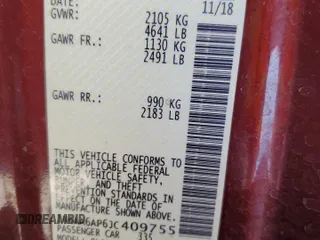 DATE: 11/18
GVWR: 2105 KG
4641 LB
GAWR FR: 1130 KG
2491 LB
GAWR RR: 990 KG
2183 LB
THIS VEHICLE CONFORMS TO
ALL APPLICABLE FEDERAL
MOTOR VEHICLE SAFETY,
BUMPER, AND THEFT
PREVENTION STANDARDS IN
EFFECT ON THE DATE OF
MANUFACTURE SHOWN ABOVE.
6AP6JC409755
PASSENGER CAR
DREAMBID